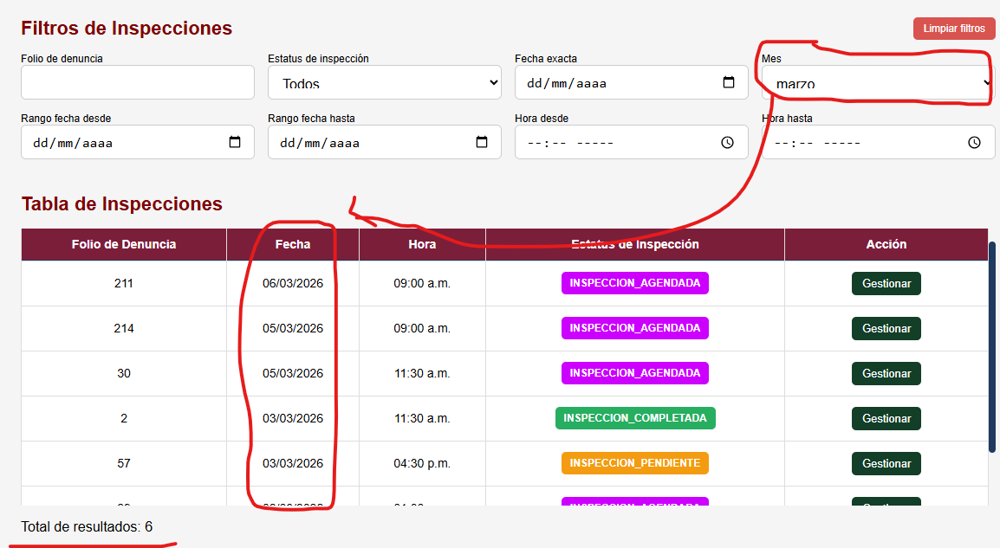 Filtros de Inspecciones
Limpiar filtros
Folio de denuncia Estatus de inspección Fecha exacta Mes
Todos dd/mm/aaaa marzo
Rango fecha desde Rango fecha hasta Hora desde Hora hasta
dd/mm/aaaa dd/mm/aaaa --:-- ----- --:-- -----
Tabla de Inspecciones
Folio de Denuncia Fecha Hora Estatus de Inspección Acción
211 06/03/2026 09:00 a.m. INSPECCION_AGENDADA Gestionar
214 05/03/2026 09:00 a.m. INSPECCION_AGENDADA Gestionar
30 05/03/2026 11:30 a.m. INSPECCION_AGENDADA Gestionar
2 03/03/2026 11:30 a.m. INSPECCION_COMPLETADA Gestionar
57 03/03/2026 04:30 p.m. INSPECCION_PENDIENTE Gestionar
INSPECCION_AGENDADA Gestionar
Total de resultados: 6